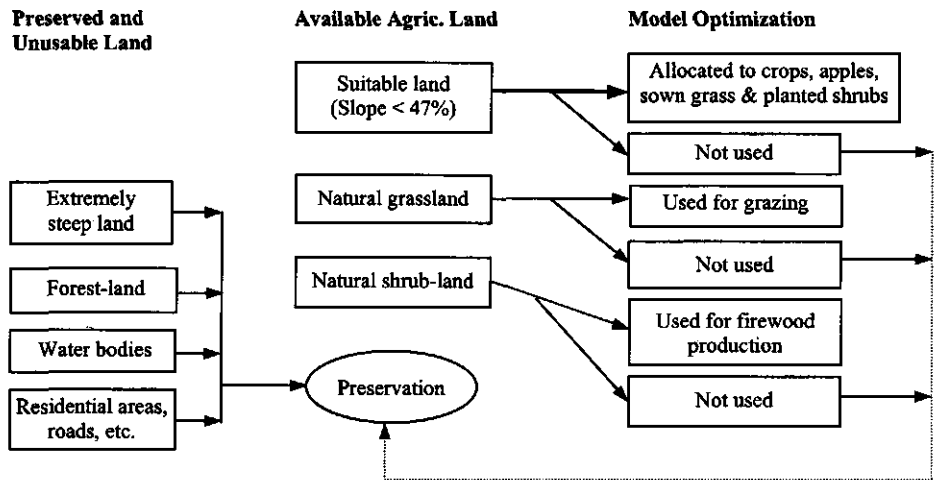 Preserved and
Unusable Land
Available Agric. Land
Model Optimization
Suitable land
(Slope < 47%)
Allocated to crops, apples,
sown grass & planted shrubs
Not used
Extremely
steep land
Natural grassland
Used for grazing
Not used
Forest-land
Natural shrub-land
Used for firewood
production
Water bodies
Preservation
Not used
Residential areas,
roads, etc.